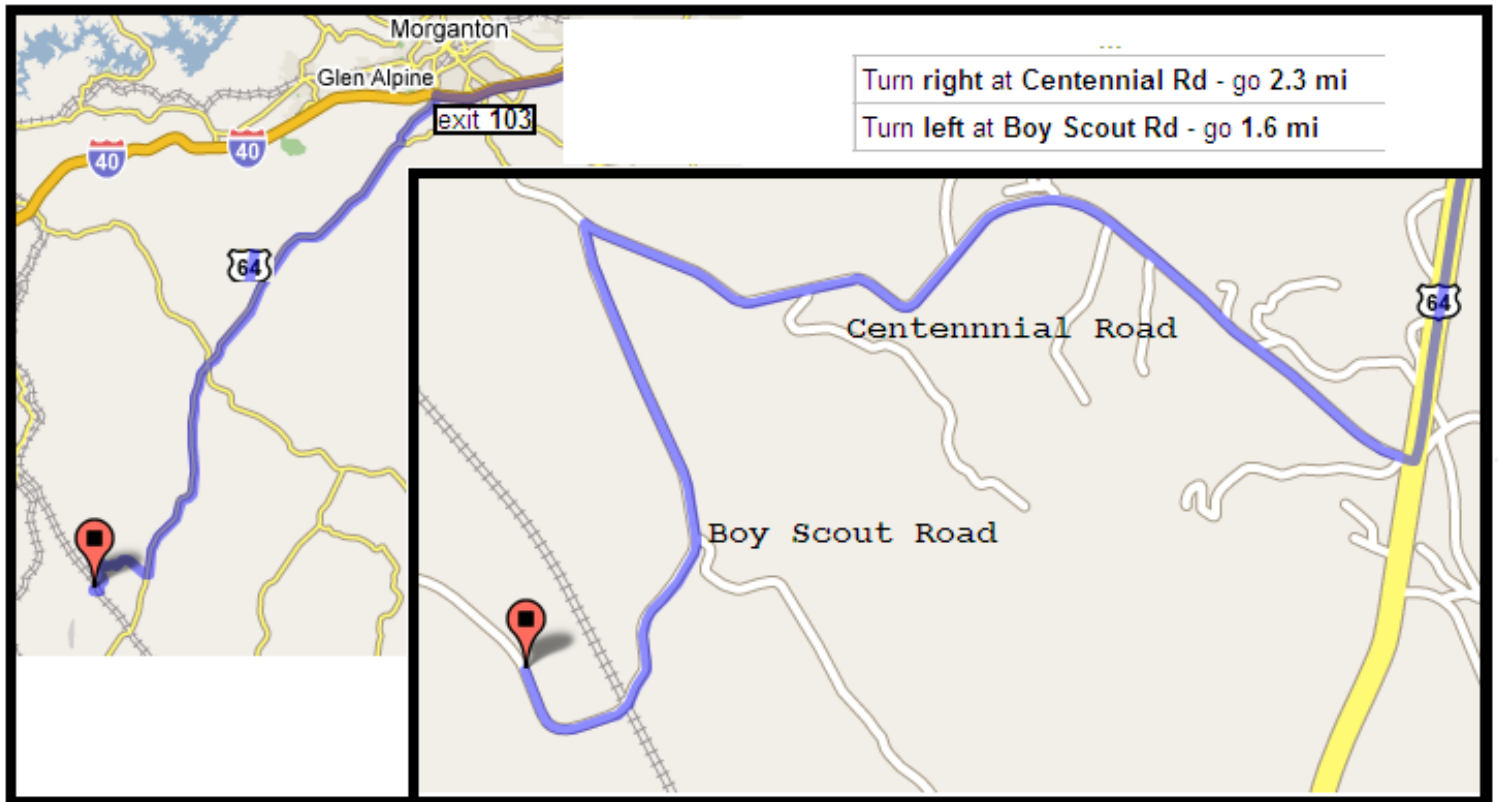 Morganton
Glen Alpine
exit 103
40
40
64
...
Turn right at Centennial Rd - go 2.3 mi
Turn left at Boy Scout Rd - go 1.6 mi
64
Centennnial Road
Boy Scout Road